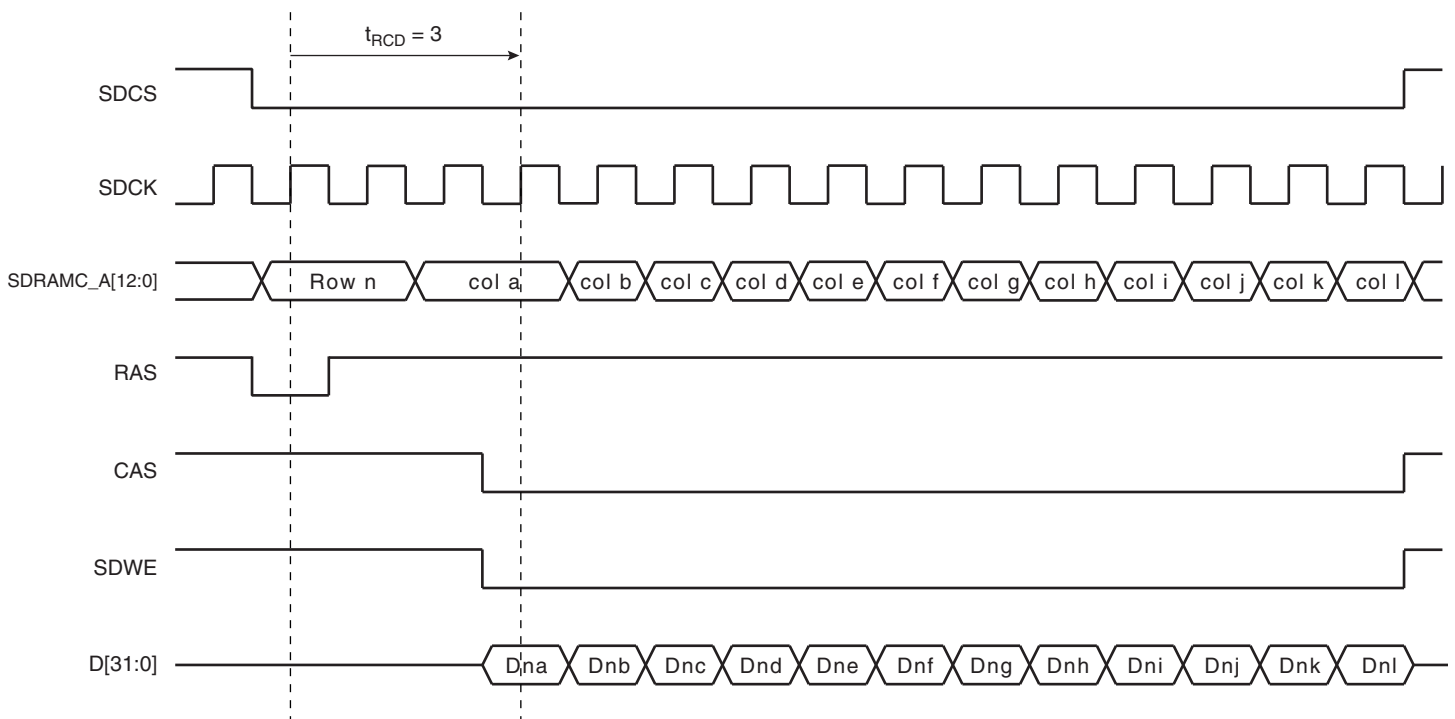 tRCD = 3
SDCS
SDCK
SDRAMC_A[12:0] Row n col a col b col c col d col e col f col g col h col i col j col k col l
RAS
CAS
SDWE
D[31:0] Dna Dnb Dnc Dnd Dne Dnf Dng Dnh Dni Dnj Dnk Dnl